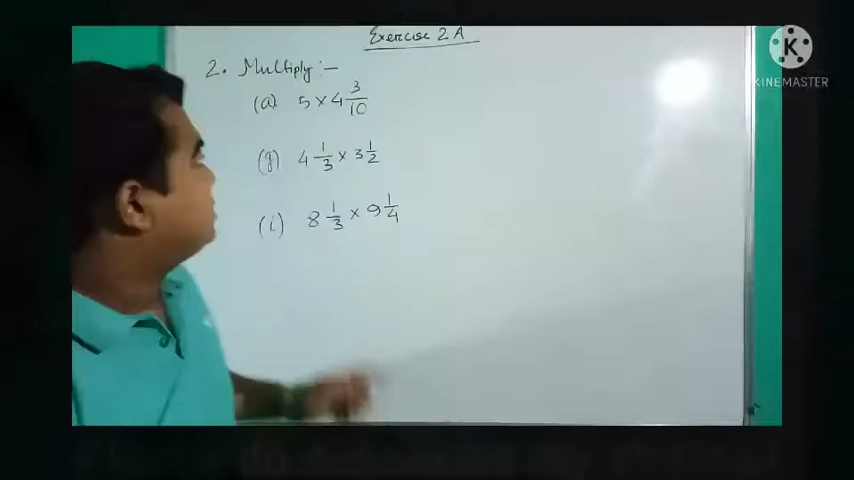 Exercise 2A
2. Multiply :-
(a) 5 × 4 3/10
(g) 4 1/3 × 3 1/2
(i) 8 1/3 × 9 1/4
K
KINEMASTER